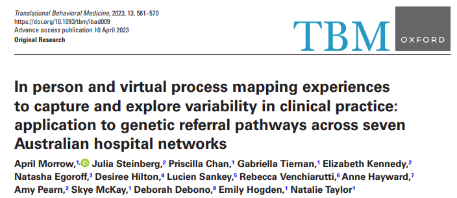 Translational Behavioral Medicine, 2023, 13, 561–570
https://doi.org/10.1093/tbm/ibad009
Advance access publication 10 April 2023
Original Research
TBM
OXFORD
In person and virtual process mapping experiences
to capture and explore variability in clinical practice:
application to genetic referral pathways across seven
Australian hospital networks
April Morrow,1, Julia Steinberg,2 Priscilla Chan,1 Gabriella Tiernan,1 Elizabeth Kennedy,2
Natasha Egoroff,3 Desiree Hilton,4 Lucien Sankey,5 Rebecca Venchiarutti,6 Anne Hayward,7
Amy Pearn,2 Skye McKay,1 Deborah Debono,8 Emily Hogden,1 Natalie Taylor1